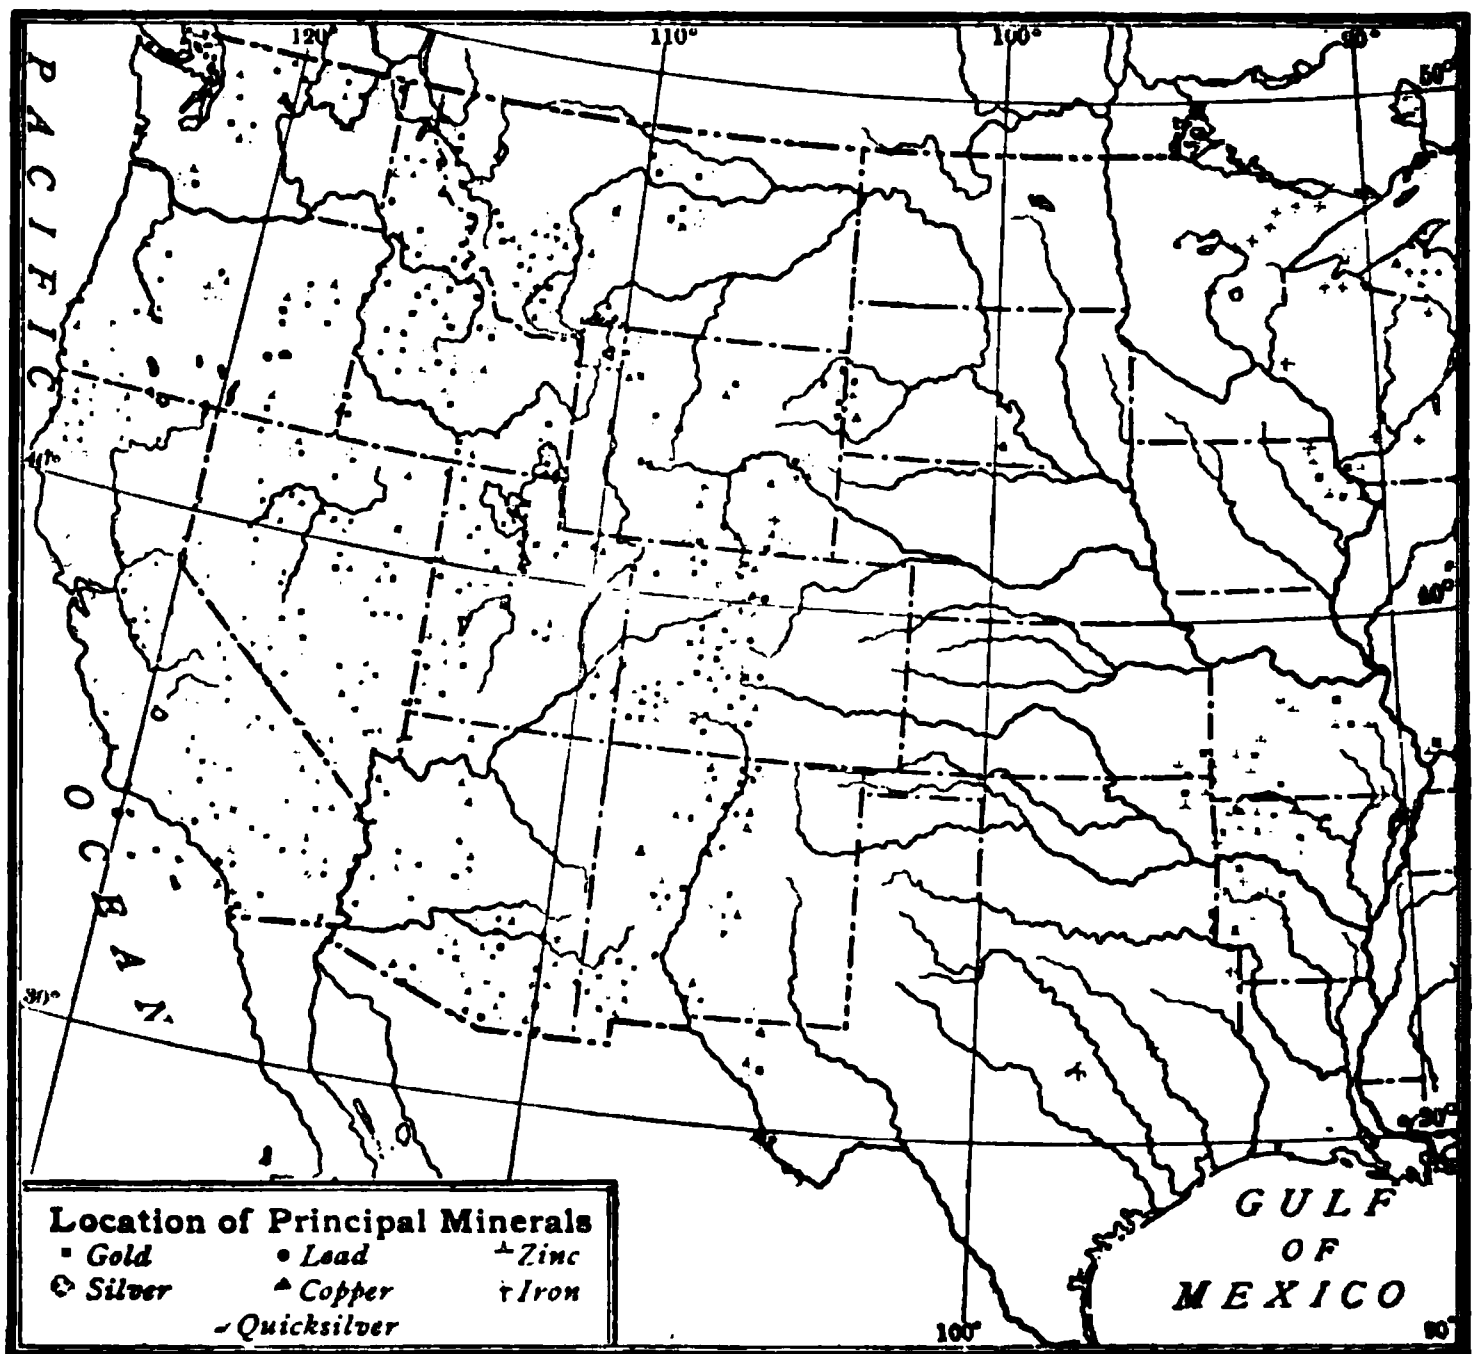 120° 110° 100° 90°
50°
PACIFIC
40°
40°
OCEAN
30°
30°
GULF
OF
MEXICO
Location of Principal Minerals
Gold Lead Zinc
Silver Copper Iron
Quicksilver
100° 90°